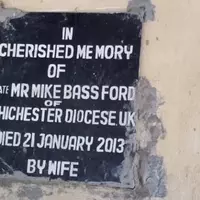 IN
CHERISHED MEMORY
OF
ATE MR MIKE BASS FORD
OF
HICHESTER DIOCESE UK
DIED 21 JANUARY 2013
BY WIFE